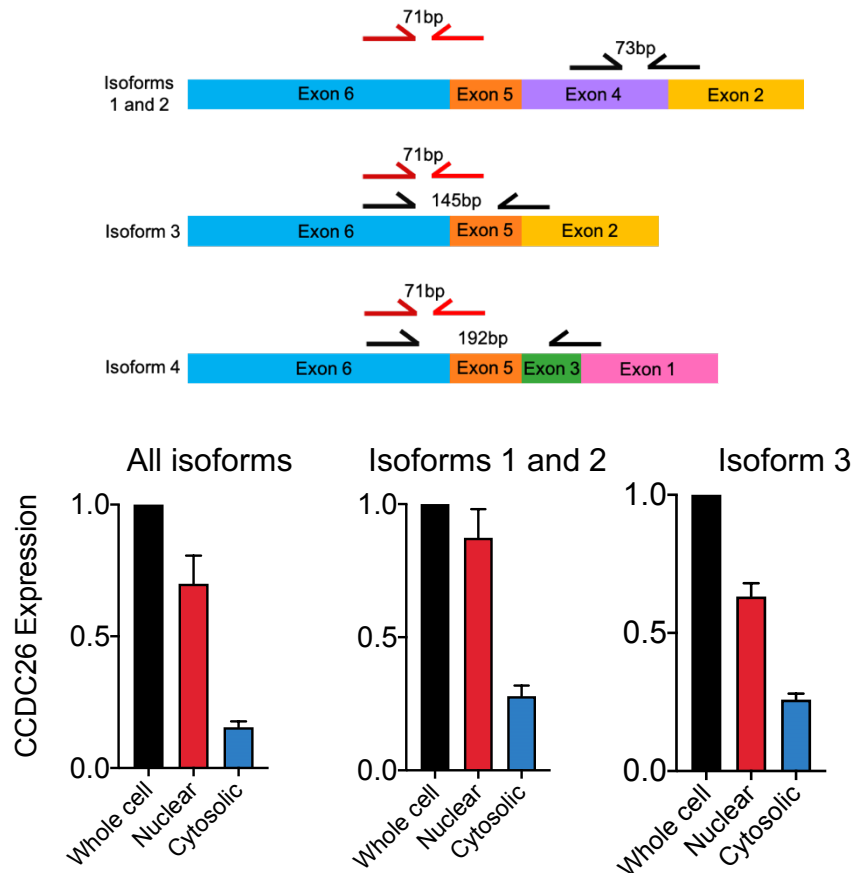 71bp
73bp
Isoforms
1 and 2
Exon 6
Exon 5
Exon 4
Exon 2
71bp
145bp
Isoform 3
Exon 6
Exon 5
Exon 2
71bp
192bp
Isoform 4
Exon 6
Exon 5
Exon 3
Exon 1
CCDC26 Expression
All isoforms
1.0
0.5
0.0
Whole cell
Nuclear
Cytosolic
Isoforms 1 and 2
1.0
0.5
0.0
Whole cell
Nuclear
Cytosolic
Isoform 3
1.0
0.5
0.0
Whole cell
Nuclear
Cytosolic